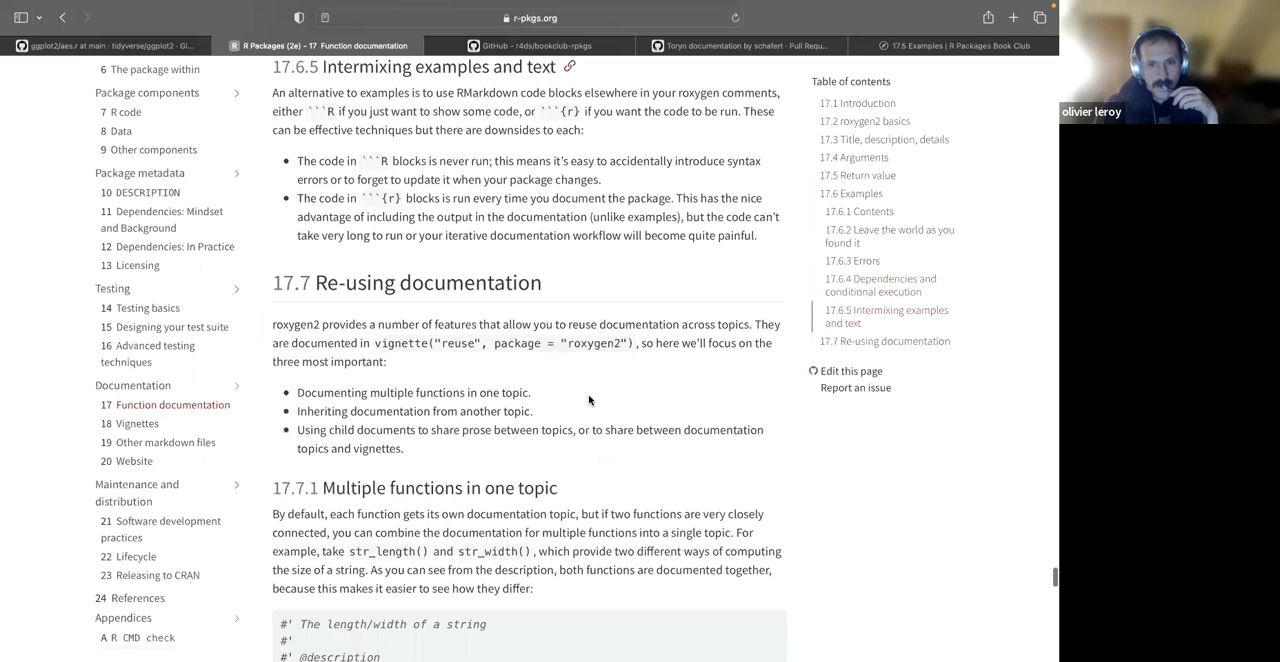 r-pkgs.org
ggplot2/aes.r at main · tidyverse/ggplot2 · Gi...
R Packages (2e) - 17 Function documentation
GitHub - r4ds/bookclub-rpkgs
Toryn documentation by schafert · Pull Requ...
17.5 Examples | R Packages Book Club
olivier leroy
6 The package within
Package components
7 R code
8 Data
9 Other components
Package metadata
10 DESCRIPTION
11 Dependencies: Mindset
and Background
12 Dependencies: In Practice
13 Licensing
Testing
14 Testing basics
15 Designing your test suite
16 Advanced testing
techniques
Documentation
17 Function documentation
18 Vignettes
19 Other markdown files
20 Website
Maintenance and
distribution
21 Software development
practices
22 Lifecycle
23 Releasing to CRAN
24 References
Appendices
A R CMD check
17.6.5 Intermixing examples and text
An alternative to examples is to use RMarkdown code blocks elsewhere in your roxygen comments,
either ```R if you just want to show some code, or ```{r} if you want the code to be run. These
can be effective techniques but there are downsides to each:
• The code in ```R blocks is never run; this means it’s easy to accidentally introduce syntax
errors or to forget to update it when your package changes.
• The code in ```{r} blocks is run every time you document the package. This has the nice
advantage of including the output in the documentation (unlike examples), but the code can’t
take very long to run or your iterative documentation workflow will become quite painful.
17.7 Re-using documentation
roxygen2 provides a number of features that allow you to reuse documentation across topics. They
are documented in vignette("reuse", package = "roxygen2"), so here we’ll focus on the
three most important:
• Documenting multiple functions in one topic.
• Inheriting documentation from another topic.
• Using child documents to share prose between topics, or to share between documentation
topics and vignettes.
17.7.1 Multiple functions in one topic
By default, each function gets its own documentation topic, but if two functions are very closely
connected, you can combine the documentation for multiple functions into a single topic. For
example, take str_length() and str_width(), which provide two different ways of computing
the size of a string. As you can see from the description, both functions are documented together,
because this makes it easier to see how they differ:
#' The length/width of a string
#'
#' @description
Table of contents
17.1 Introduction
17.2 roxygen2 basics
17.3 Title, description, details
17.4 Arguments
17.5 Return value
17.6 Examples
17.6.1 Contents
17.6.2 Leave the world as you
found it
17.6.3 Errors
17.6.4 Dependencies and
conditional execution
17.6.5 Intermixing examples
and text
17.7 Re-using documentation
Edit this page
Report an issue